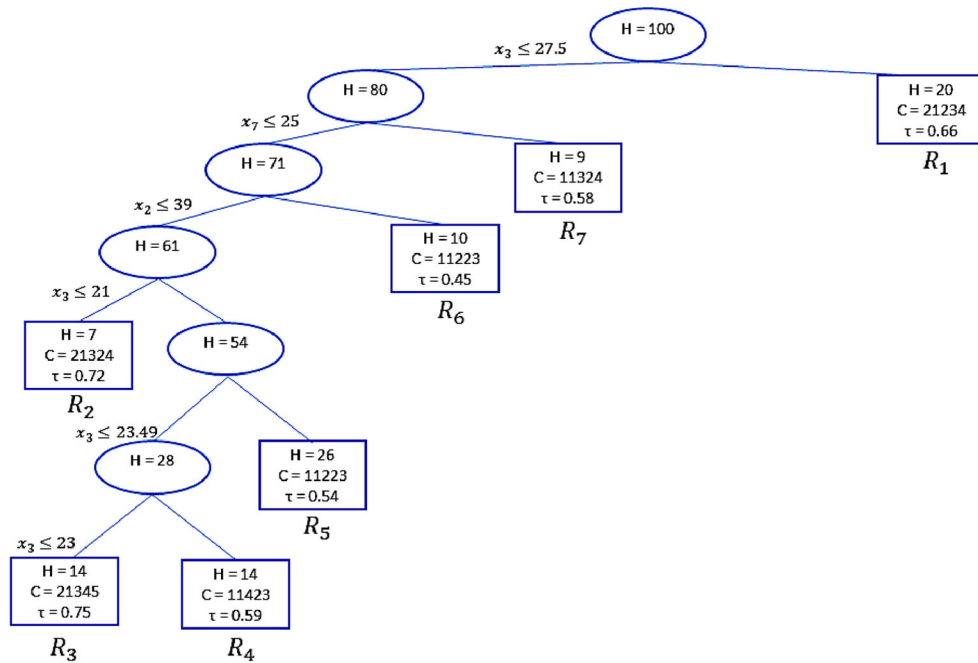 H = 100
x₃ ≤ 27.5
H = 80
H = 20
C = 21234
τ = 0.66
R₁
x₇ ≤ 25
H = 71
H = 9
C = 11324
τ = 0.58
R₇
x₂ ≤ 39
H = 61
H = 10
C = 11223
τ = 0.45
R₆
x₃ ≤ 21
H = 7
C = 21324
τ = 0.72
R₂
H = 54
x₃ ≤ 23.49
H = 28
H = 26
C = 11223
τ = 0.54
R₅
x₃ ≤ 23
H = 14
C = 21345
τ = 0.75
R₃
H = 14
C = 11423
τ = 0.59
R₄